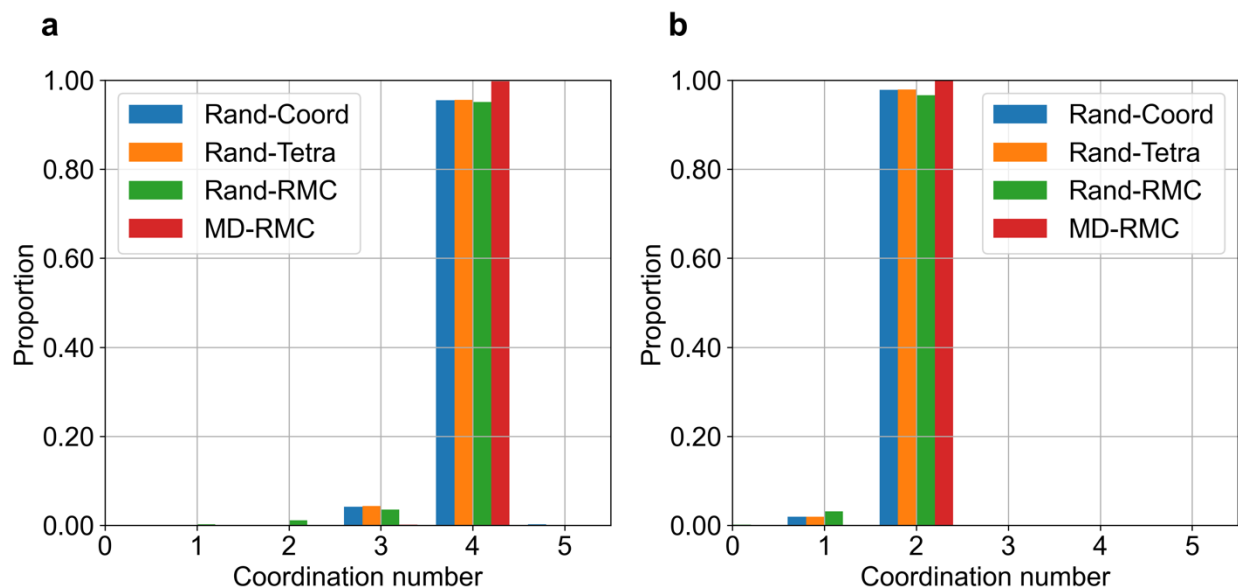 a
1.00
0.80
0.60
0.40
0.20
0.00
Proportion
Rand-Coord
Rand-Tetra
Rand-RMC
MD-RMC
0 1 2 3 4 5
Coordination number
b
1.00
0.80
0.60
0.40
0.20
0.00
Proportion
Rand-Coord
Rand-Tetra
Rand-RMC
MD-RMC
0 1 2 3 4 5
Coordination number